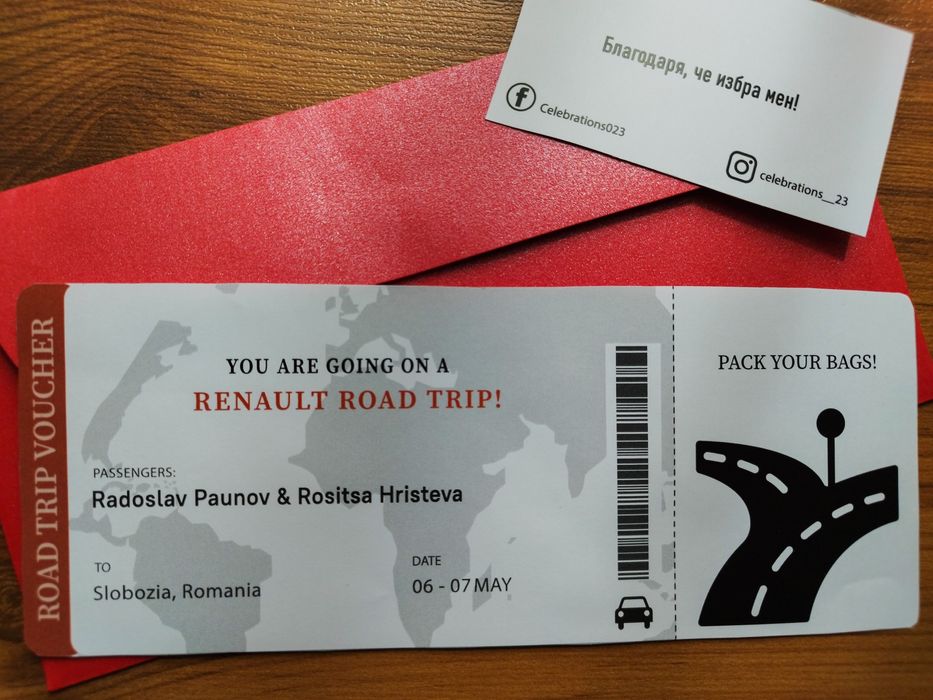 Благодаря, че избра мен!
Celebrations023
celebrations__23
ROAD TRIP VOUCHER
YOU ARE GOING ON A
RENAULT ROAD TRIP!
PASSENGERS:
Radoslav Paunov & Rositsa Hristeva
TO
Slobozia, Romania
DATE
06 - 07 MAY
PACK YOUR BAGS!